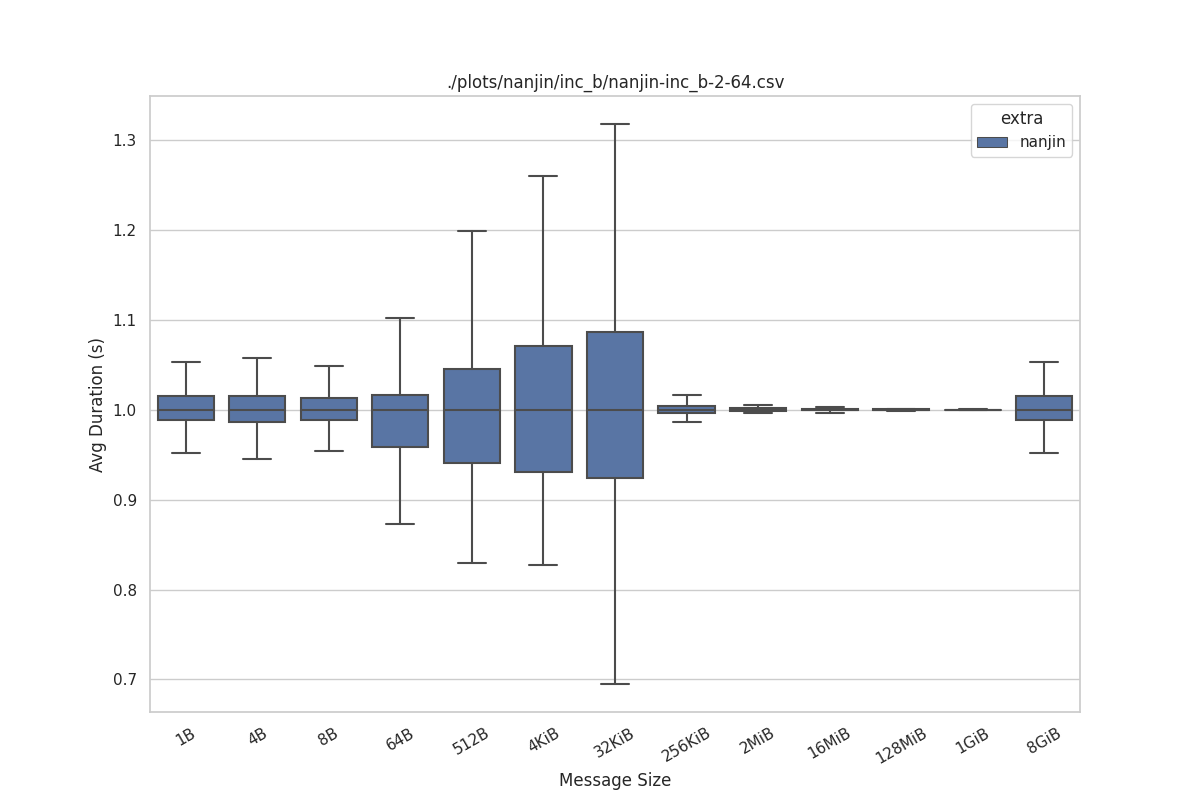 ./plots/nanjin/inc_b/nanjin-inc_b-2-64.csv
extra
nanjin
1.3
1.2
1.1
1.0
0.9
0.8
0.7
Avg Duration (s)
1B 4B 8B 64B 512B 4KiB 32KiB 256KiB 2MiB 16MiB 128MiB 1GiB 8GiB
Message Size